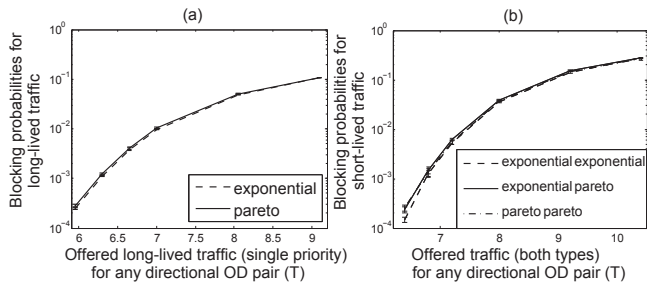 (a)
Blocking probabilities for
long-lived traffic
10^0
10^-1
10^-2
10^-3
10^-4
exponential
pareto
6 6.5 7 7.5 8 8.5 9
Offered long-lived traffic (single priority)
for any directional OD pair (T)
(b)
Blocking probabilities for
short-lived traffic
10^0
10^-1
10^-2
10^-3
10^-4
exponential exponential
exponential pareto
pareto pareto
7 8 9 10
Offered traffic (both types)
for any directional OD pair (T)